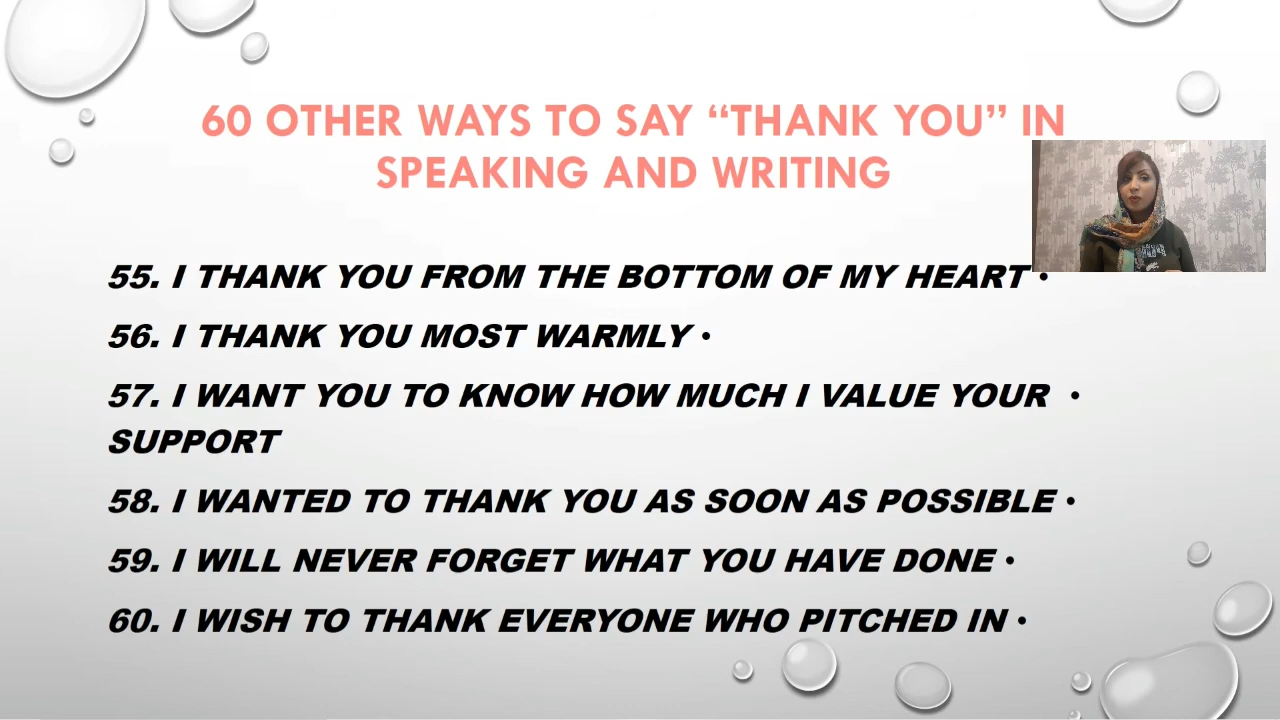 60 OTHER WAYS TO SAY “THANK YOU” IN
SPEAKING AND WRITING
55. I THANK YOU FROM THE BOTTOM OF MY HEART •
56. I THANK YOU MOST WARMLY •
57. I WANT YOU TO KNOW HOW MUCH I VALUE YOUR •
SUPPORT
58. I WANTED TO THANK YOU AS SOON AS POSSIBLE •
59. I WILL NEVER FORGET WHAT YOU HAVE DONE •
60. I WISH TO THANK EVERYONE WHO PITCHED IN •